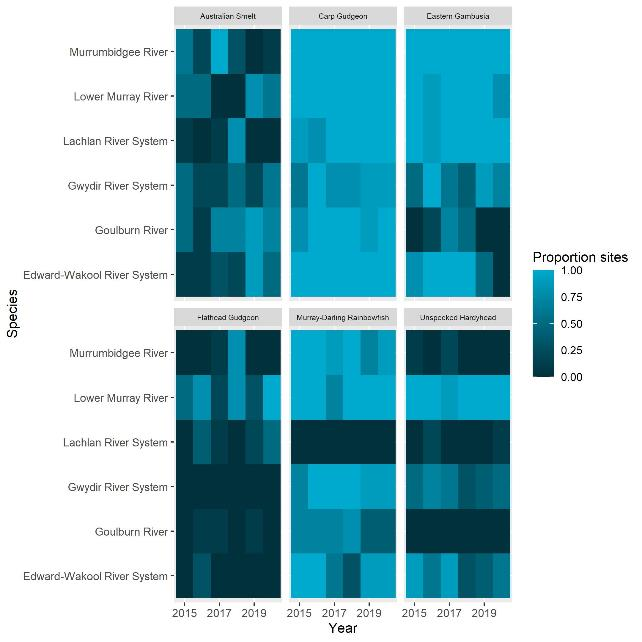 Australian Smelt Carp Gudgeon Eastern Gambusia
Murrumbidgee River
Lower Murray River
Lachlan River System
Gwydir River System
Goulburn River
Edward-Wakool River System
Flathead Gudgeon Murray-Darling Rainbowfish Unspecked Hardyhead
Murrumbidgee River
Lower Murray River
Lachlan River System
Gwydir River System
Goulburn River
Edward-Wakool River System
2015 2017 2019 2015 2017 2019 2015 2017 2019
Year
Species
Proportion sites
1.00
0.75
0.50
0.25
0.00